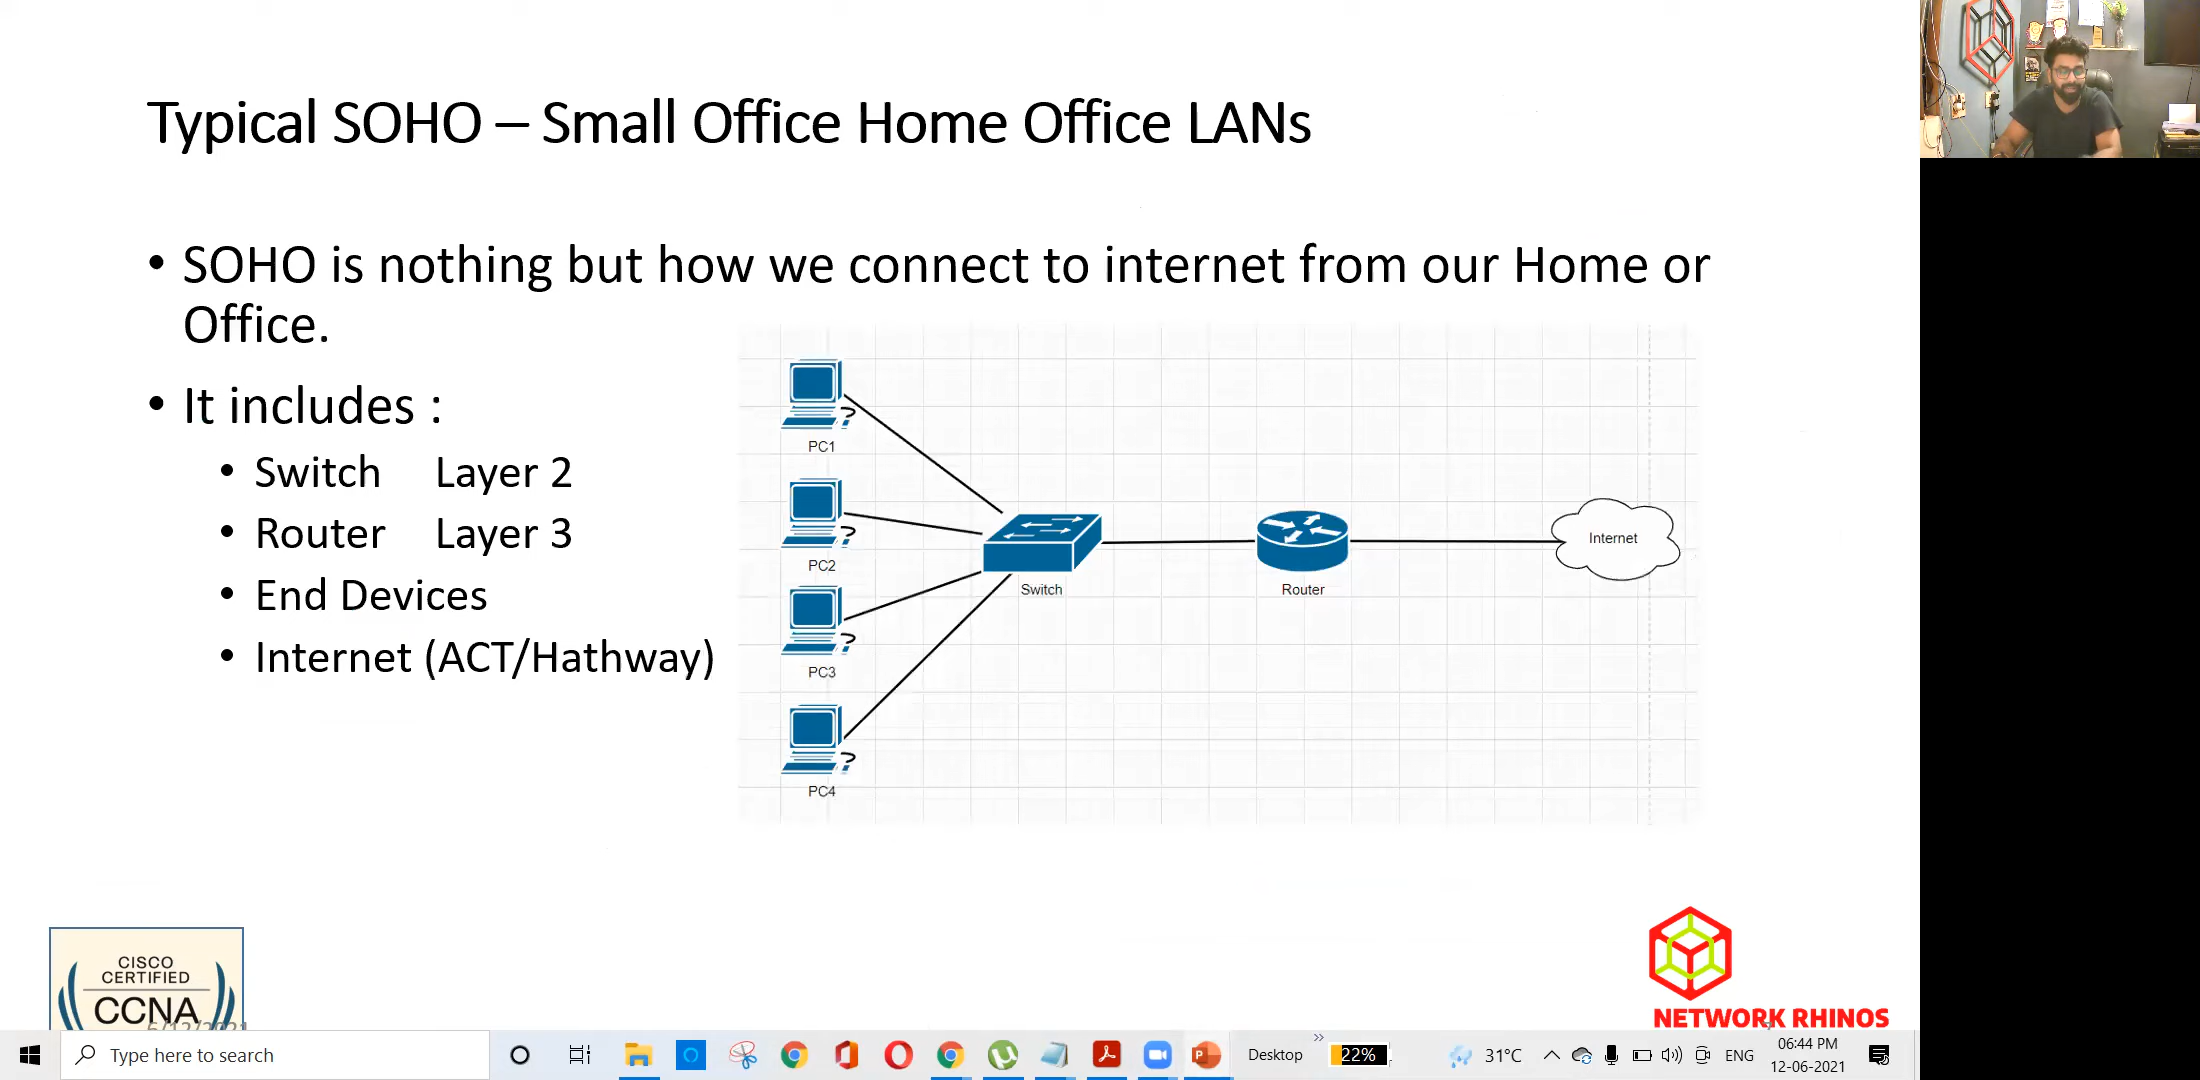 Typical SOHO – Small Office Home Office LANs
• SOHO is nothing but how we connect to internet from our Home or
Office.
• It includes :
• Switch Layer 2
• Router Layer 3
• End Devices
• Internet (ACT/Hathway)
PC1
PC2
PC3
PC4
Switch
Router
Internet
CISCO
CERTIFIED
CCNA
5/12/2021
NETWORK RHINOS
Type here to search
Desktop
22%
31°C
ENG
06:44 PM
12-06-2021